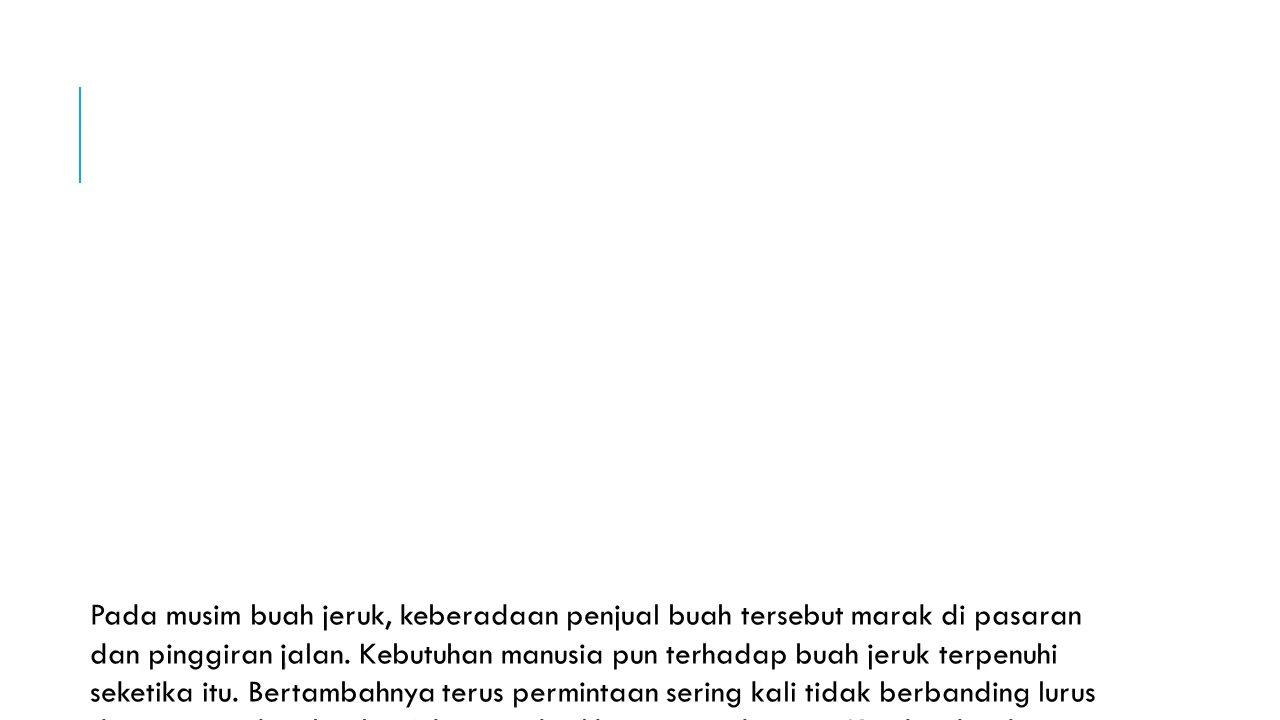 Pada musim buah jeruk, keberadaan penjual buah tersebut marak di pasaran
dan pinggiran jalan. Kebutuhan manusia pun terhadap buah jeruk terpenuhi
seketika itu. Bertambahnya terus permintaan sering kali tidak berbanding lurus